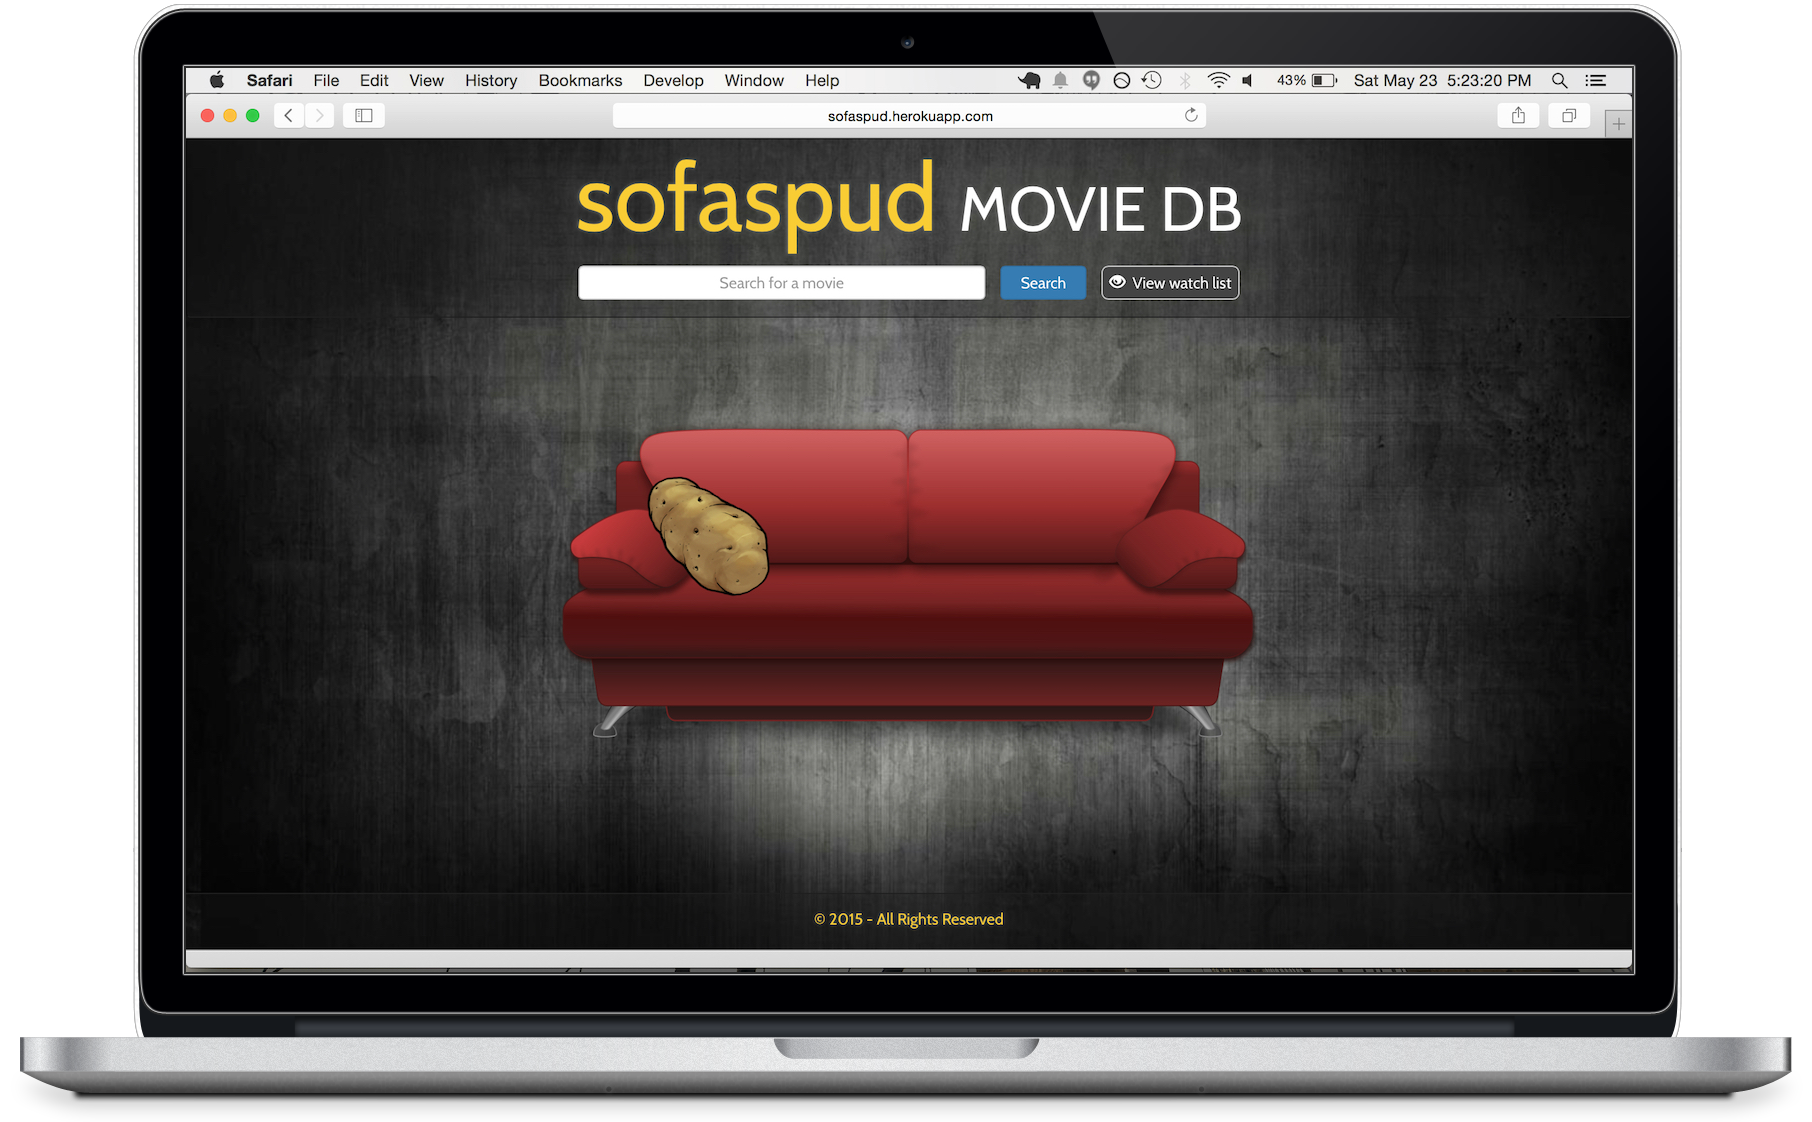 Safari File Edit View History Bookmarks Develop Window Help 43% Sat May 23 5:23:20 PM
sofaspud.herokuapp.com
sofaspud MOVIE DB
Search for a movie Search View watch list
© 2015 - All Rights Reserved